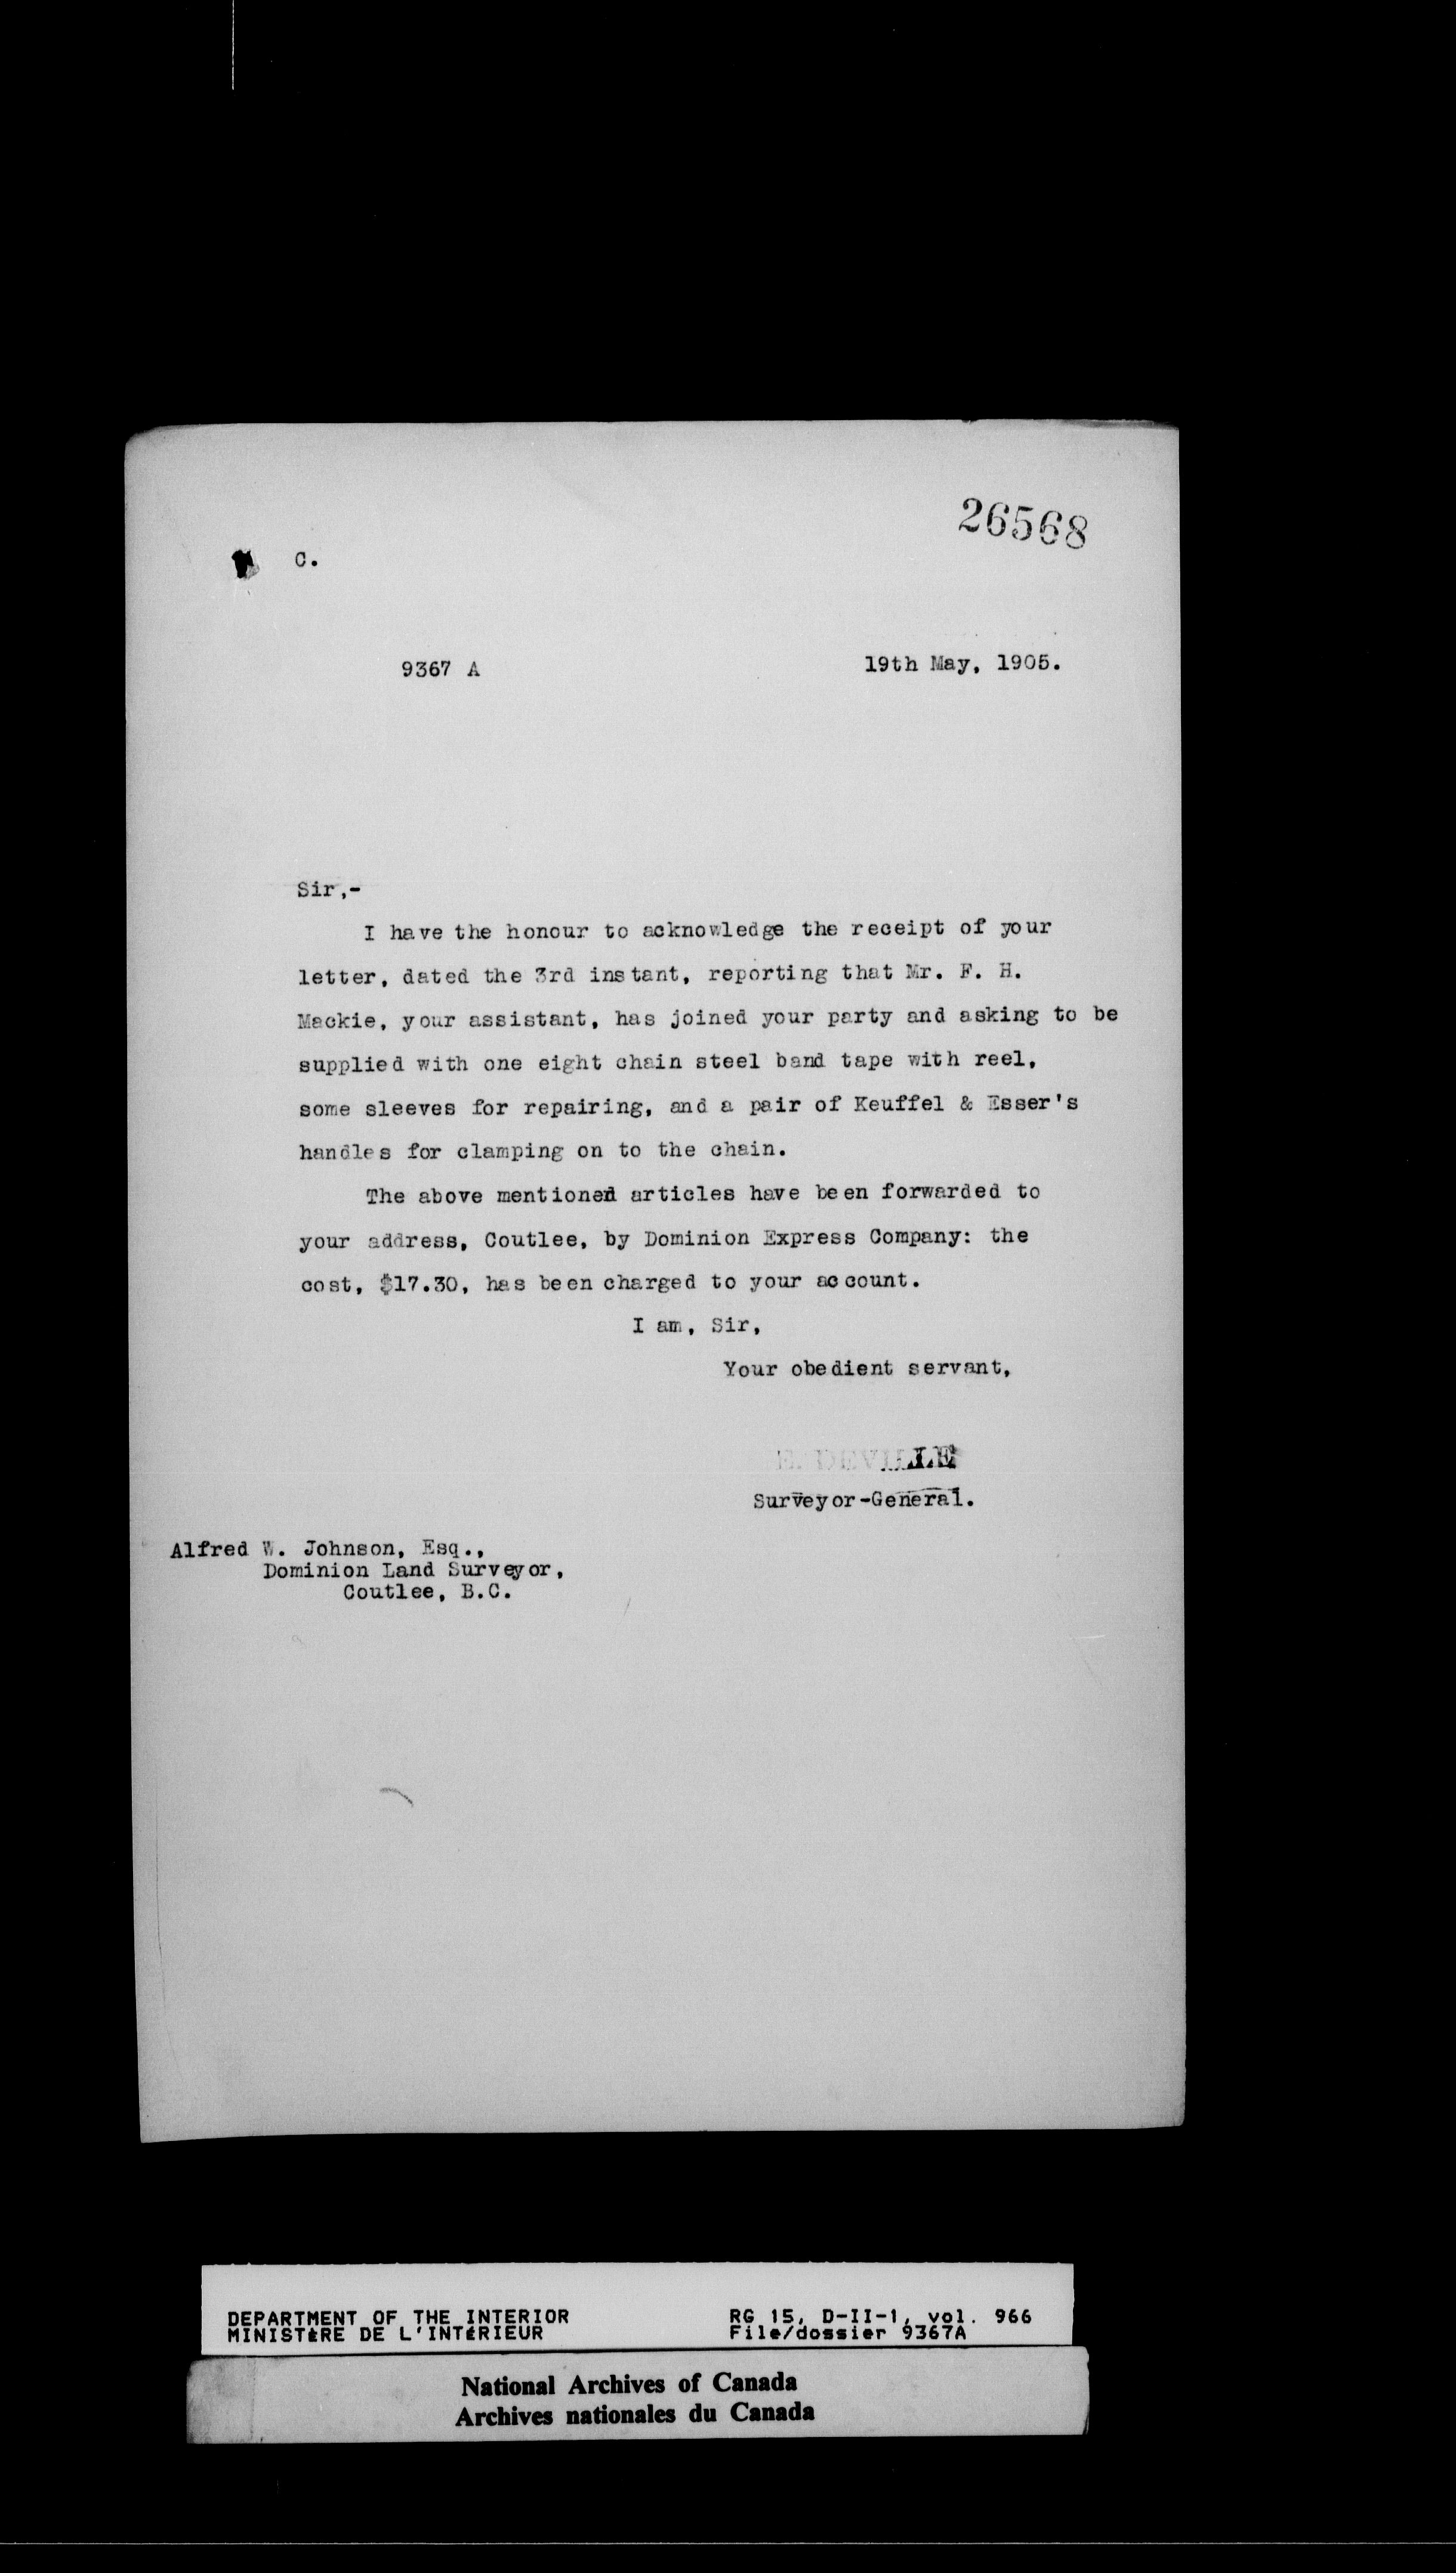 26568
C.
9367 A
19th May, 1905.
Sir,-
I have the honour to acknowledge the receipt of your
letter, dated the 3rd instant, reporting that Mr. F. H.
Mackie, your assistant, has joined your party and asking to be
supplied with one eight chain steel band tape with reel,
some sleeves for repairing, and a pair of Keuffel & Esser's
handles for clamping on to the chain.
The above mentioned articles have been forwarded to
your address, Coutlee, by Dominion Express Company: the
cost, $17.30, has been charged to your account.
I am, Sir,
Your obedient servant,
E. DEVILLE
Surveyor-General.
Alfred W. Johnson, Esq.,
Dominion Land Surveyor,
Coutlee, B.C.
DEPARTMENT OF THE INTERIOR
MINISTÈRE DE L'INTÉRIEUR
RG 15, D-II-1, vol. 966
File/dossier 9367A
National Archives of Canada
Archives nationales du Canada